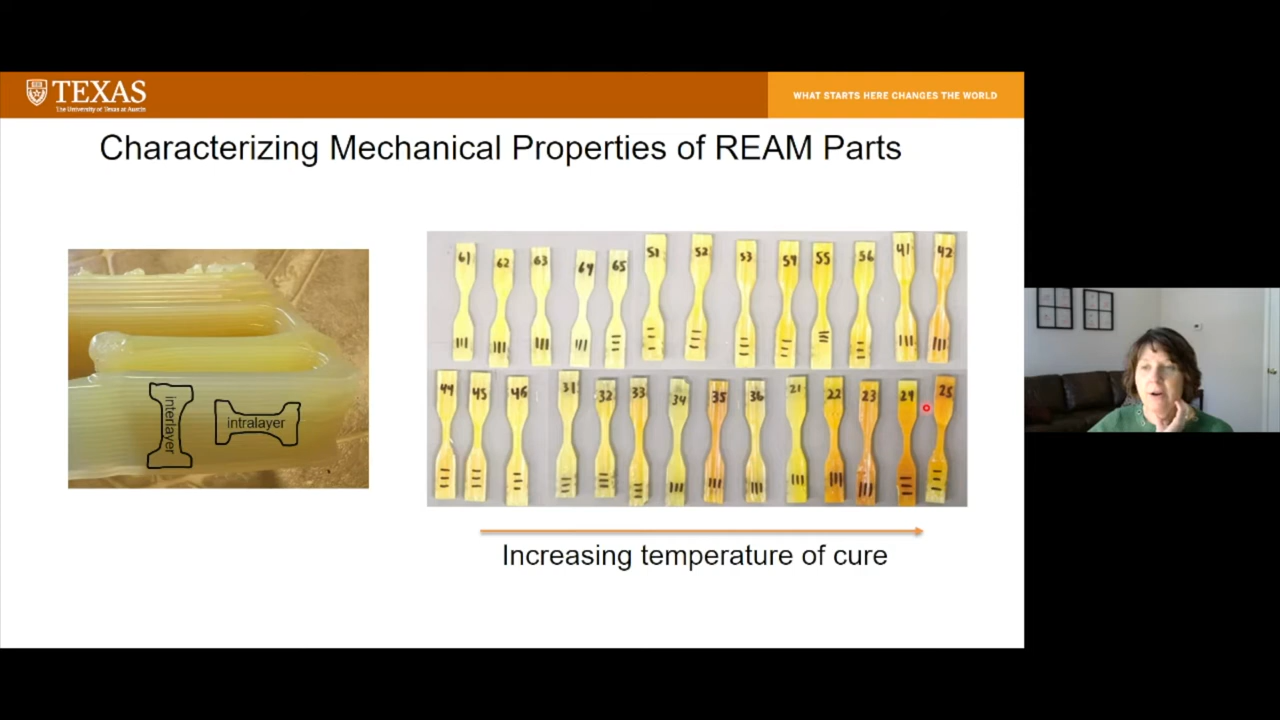 TEXAS
The University of Texas at Austin
WHAT STARTS HERE CHANGES THE WORLD
Characterizing Mechanical Properties of REAM Parts
interlayer
intralayer
61 62 63 64 65 51 52 53 54 55 56 41 42
44 45 46 31 32 33 34 35 36 21 22 23 24 25
Increasing temperature of cure